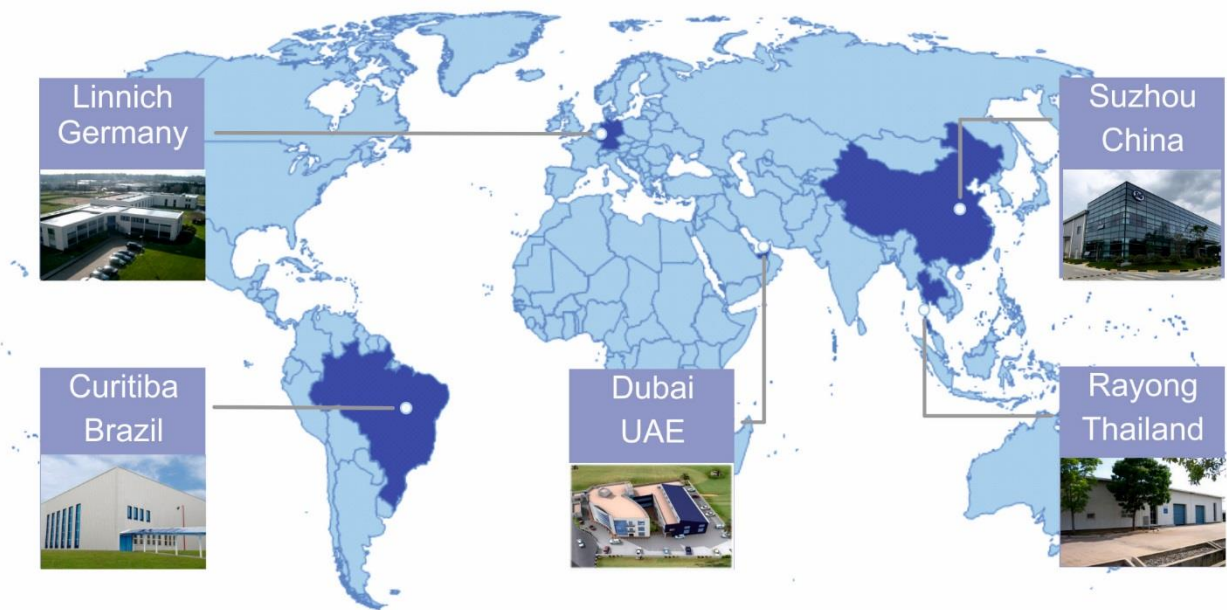 Linnich
Germany
Suzhou
China
Curitiba
Brazil
Dubai
UAE
Rayong
Thailand